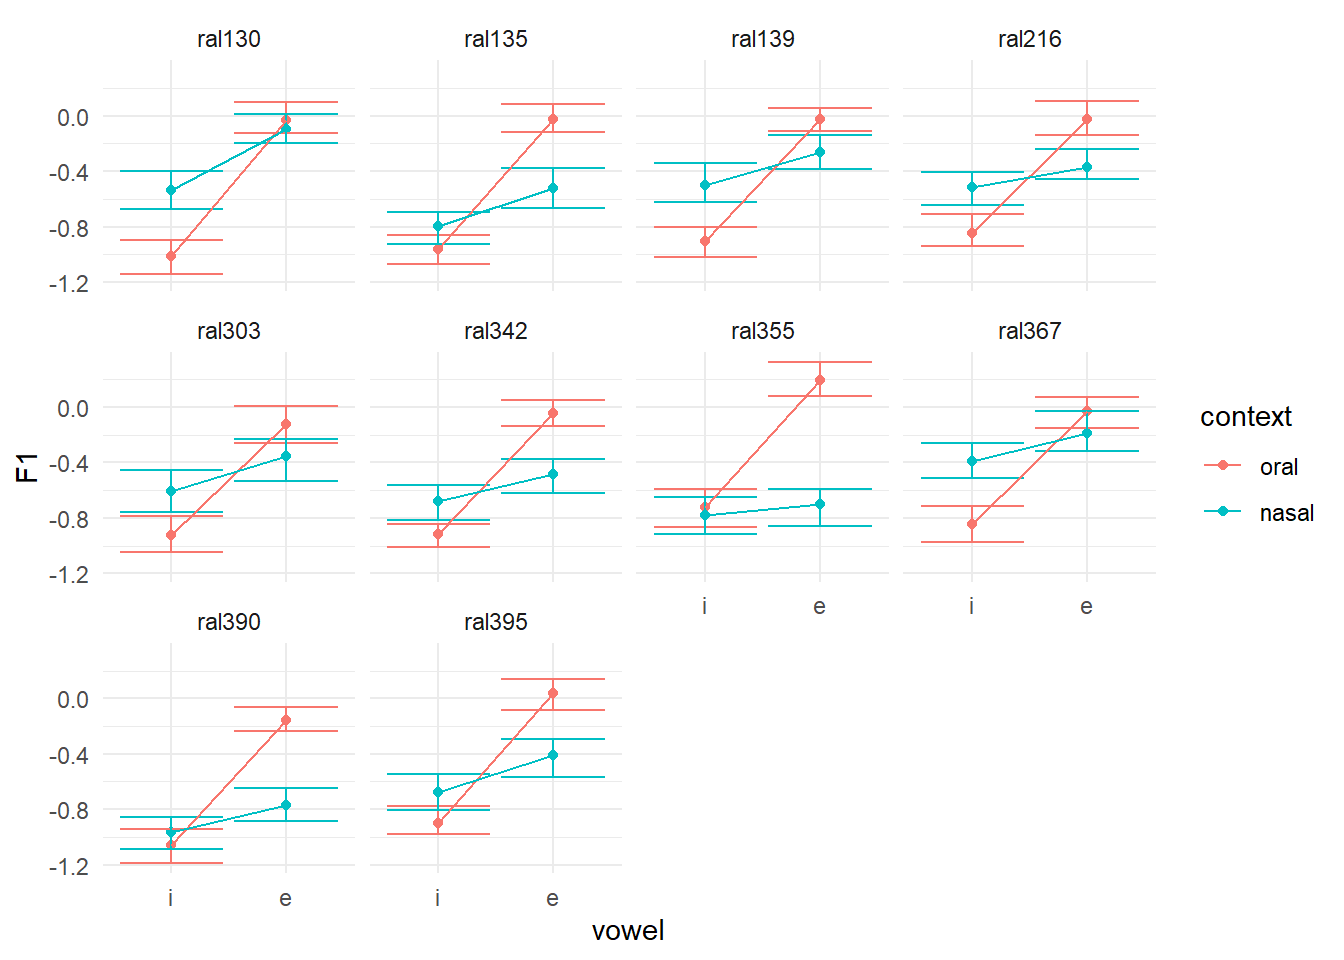 ral130 ral135 ral139 ral216
0.0
-0.4
-0.8
-1.2
ral303 ral342 ral355 ral367
0.0
-0.4
-0.8
-1.2
i e i e
ral390 ral395
0.0
-0.4
-0.8
-1.2
i e i e
vowel
F1
context
oral
nasal